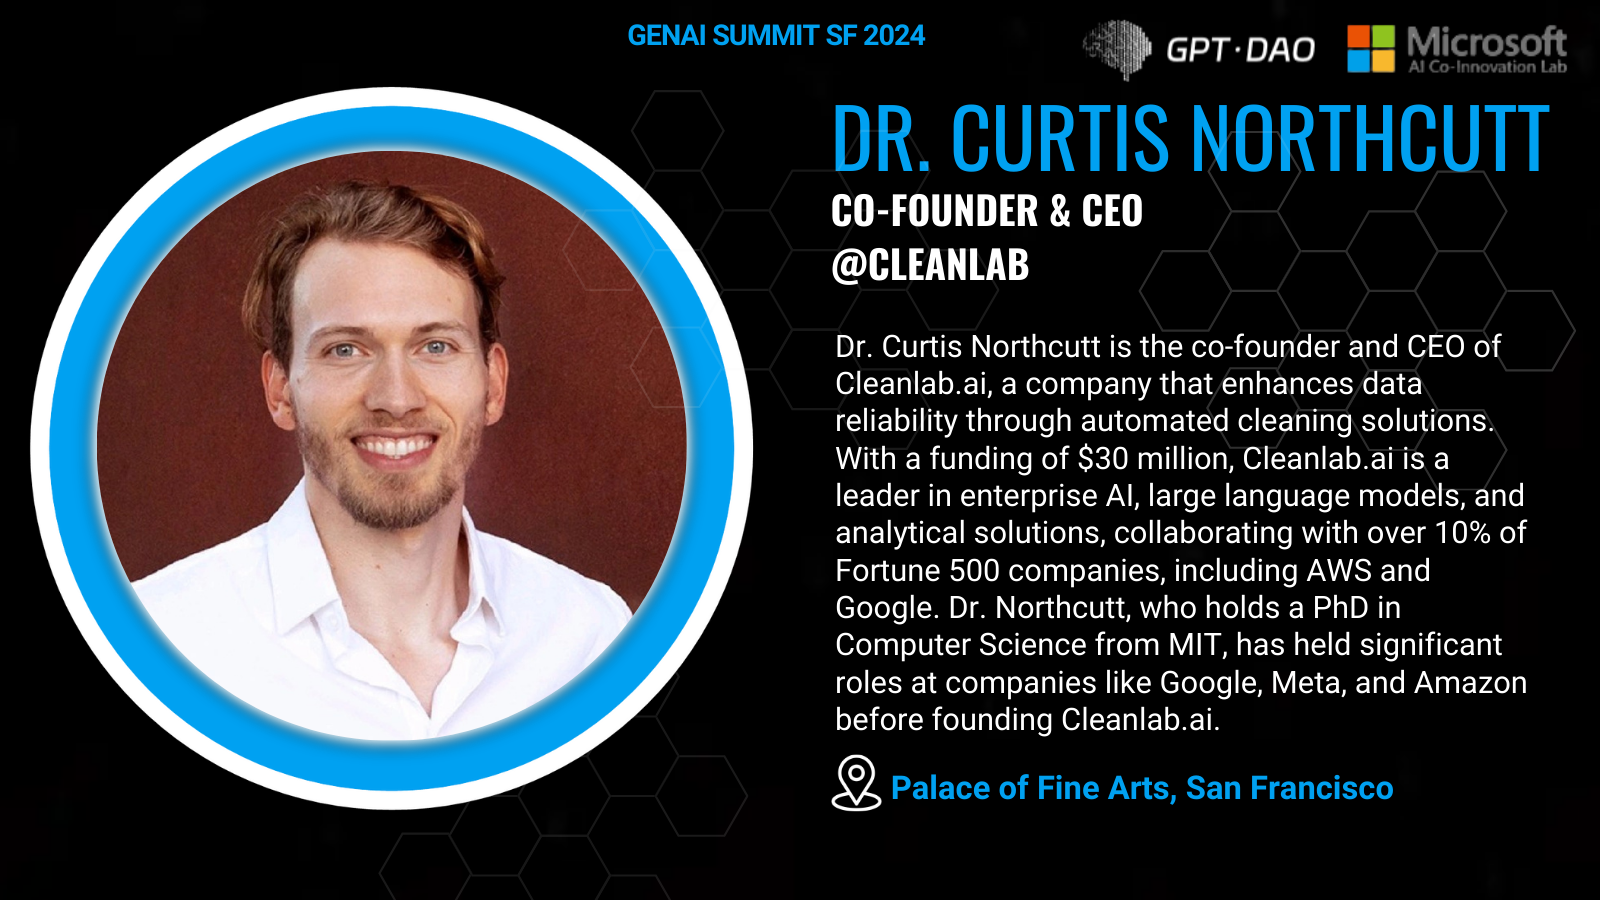 GENAI SUMMIT SF 2024
GPT·DAO
Microsoft
AI Co-Innovation Lab
DR. CURTIS NORTHCUTT
CO-FOUNDER & CEO
@CLEANLAB
Dr. Curtis Northcutt is the co-founder and CEO of
Cleanlab.ai, a company that enhances data
reliability through automated cleaning solutions.
With a funding of $30 million, Cleanlab.ai is a
leader in enterprise AI, large language models, and
analytical solutions, collaborating with over 10% of
Fortune 500 companies, including AWS and
Google. Dr. Northcutt, who holds a PhD in
Computer Science from MIT, has held significant
roles at companies like Google, Meta, and Amazon
before founding Cleanlab.ai.
Palace of Fine Arts, San Francisco